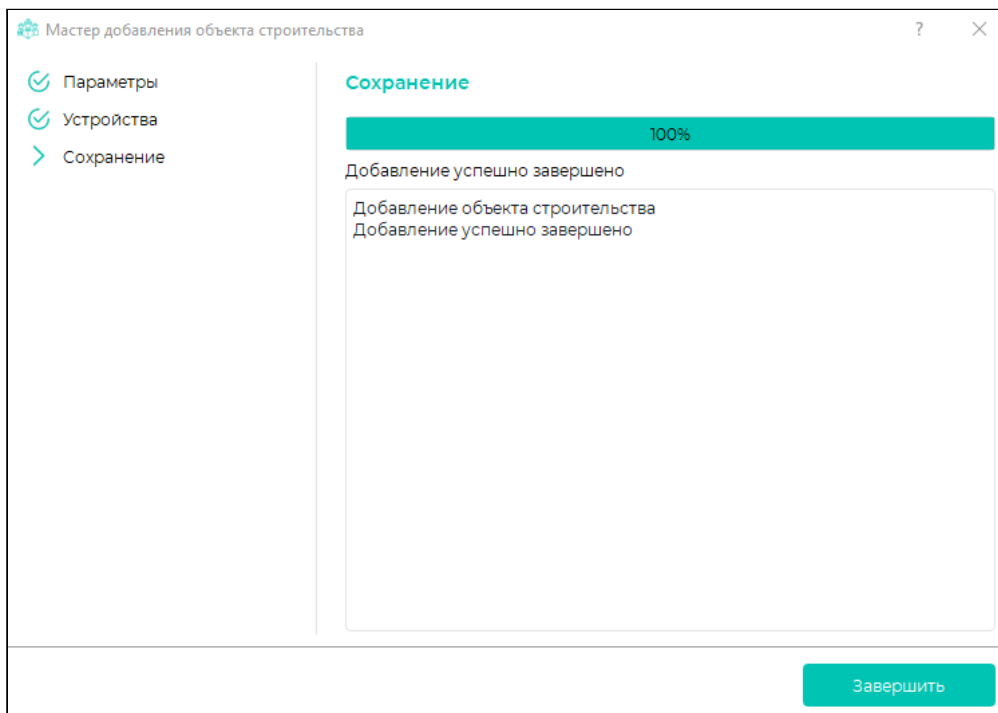 Мастер добавления объекта строительства
?
Параметры
Устройства
Сохранение
Сохранение
100%
Добавление успешно завершено
Добавление объекта строительства
Добавление успешно завершено
Завершить